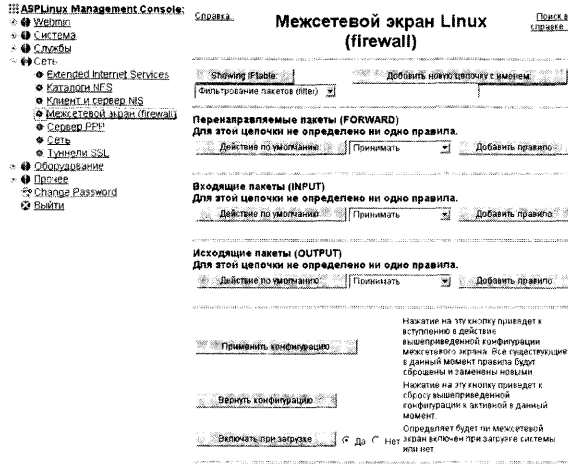 ASPLinux Management Console:
Webmin
Система
Службы
Сеть
Extended Internet Services
Каталоги NFS
Клиент и сервер NIS
Межсетевой экран (firewall)
Сервер PPP
Сеть
Туннели SSL
Оборудование
Прочее
Change Password
Выйти
Справка..
Межсетевой экран Linux
(firewall)
Поиск в
справке..
Showing IPtable:
Добавить новую цепочку с именем:
Фильтрование пакетов (filter)
Перенаправляемые пакеты (FORWARD)
Для этой цепочки не определено ни одно правила.
Действие по умолчанию:
Принимать
Добавить правило
Входящие пакеты (INPUT)
Для этой цепочки не определено ни одно правила.
Действие по умолчанию:
Принимать
Добавить правило
Исходящие пакеты (OUTPUT)
Для этой цепочки не определено ни одно правила.
Действие по умолчанию:
Принимать
Добавить правило
Применить конфигурацию
Нажатие на эту кнопку приведет к
вступлению в действие
вышеприведенной конфигурации
межсетевого экрана. Все существующие
в данный момент правила будут
сброшены и заменены новыми.
Вернуть конфигурацию
Нажатие на эту кнопку приведет к
сбросу вышеприведенной
конфигурации к активной в данный
момент.
Включать при загрузке
Да
Нет
Определяет будет ли межсетевой
экран включен при загрузке системы
или нет.